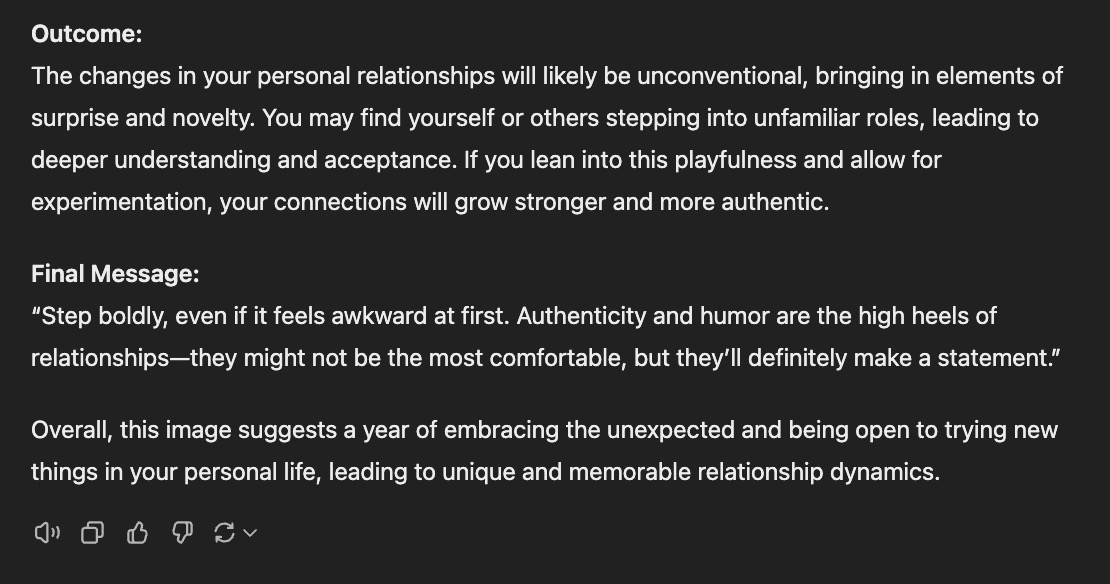 Outcome:
The changes in your personal relationships will likely be unconventional, bringing in elements of
surprise and novelty. You may find yourself or others stepping into unfamiliar roles, leading to
deeper understanding and acceptance. If you lean into this playfulness and allow for
experimentation, your connections will grow stronger and more authentic.
Final Message:
“Step boldly, even if it feels awkward at first. Authenticity and humor are the high heels of
relationships—they might not be the most comfortable, but they’ll definitely make a statement.”
Overall, this image suggests a year of embracing the unexpected and being open to trying new
things in your personal life, leading to unique and memorable relationship dynamics.